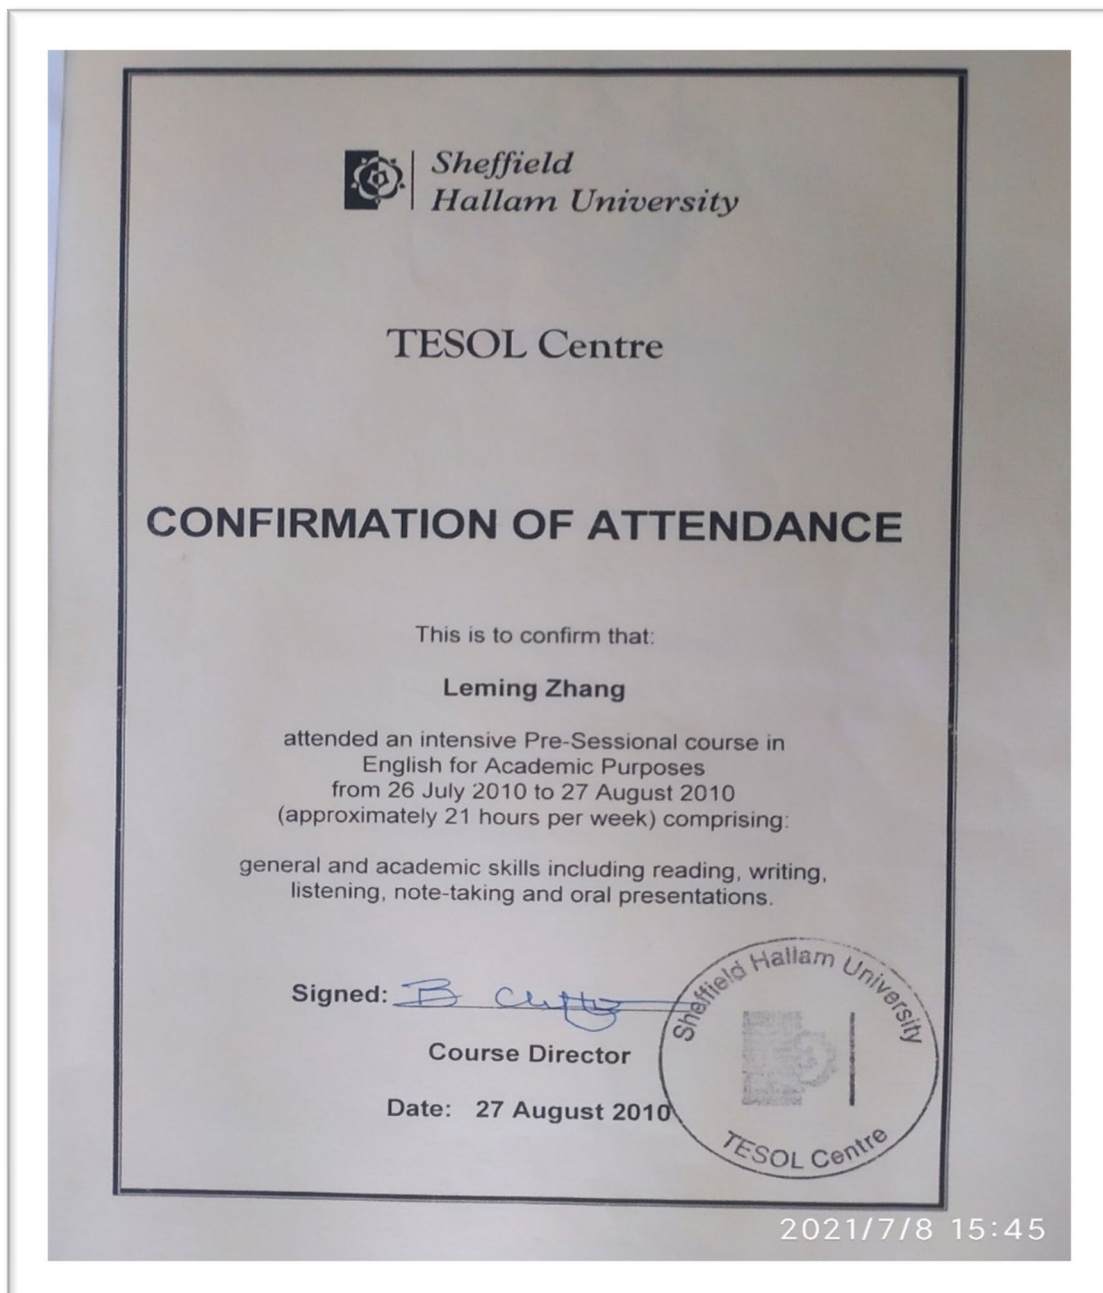 Sheffield
Hallam University
TESOL Centre
CONFIRMATION OF ATTENDANCE
This is to confirm that:
Leming Zhang
attended an intensive Pre-Sessional course in
English for Academic Purposes
from 26 July 2010 to 27 August 2010
(approximately 21 hours per week) comprising:
general and academic skills including reading, writing,
listening, note-taking and oral presentations.
Signed: B
Course Director
Date: 27 August 2010
Sheffield Hallam University
TESOL Centre
2021/7/8 15:45